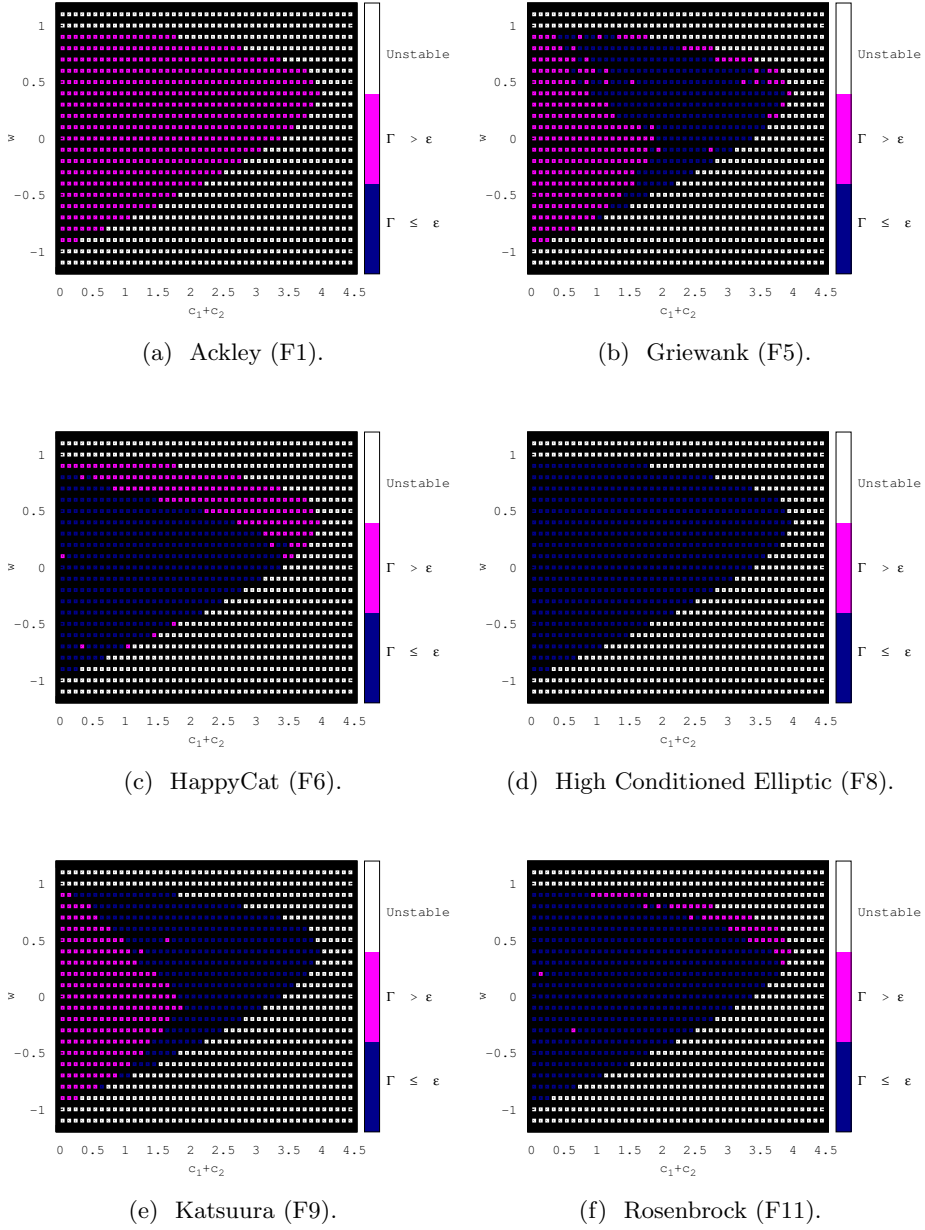 1
0.5
0
−0.5
−1
w
0 0.5 1 1.5 2 2.5 3 3.5 4 4.5
c₁+c₂
Unstable
Γ > ε
Γ ≤ ε
(a) Ackley (F1).
1
0.5
0
−0.5
−1
w
0 0.5 1 1.5 2 2.5 3 3.5 4 4.5
c₁+c₂
Unstable
Γ > ε
Γ ≤ ε
(b) Griewank (F5).
1
0.5
0
−0.5
−1
w
0 0.5 1 1.5 2 2.5 3 3.5 4 4.5
c₁+c₂
Unstable
Γ > ε
Γ ≤ ε
(c) HappyCat (F6).
1
0.5
0
−0.5
−1
w
0 0.5 1 1.5 2 2.5 3 3.5 4 4.5
c₁+c₂
Unstable
Γ > ε
Γ ≤ ε
(d) High Conditioned Elliptic (F8).
1
0.5
0
−0.5
−1
w
0 0.5 1 1.5 2 2.5 3 3.5 4 4.5
c₁+c₂
Unstable
Γ > ε
Γ ≤ ε
(e) Katsuura (F9).
1
0.5
0
−0.5
−1
w
0 0.5 1 1.5 2 2.5 3 3.5 4 4.5
c₁+c₂
Unstable
Γ > ε
Γ ≤ ε
(f) Rosenbrock (F11).